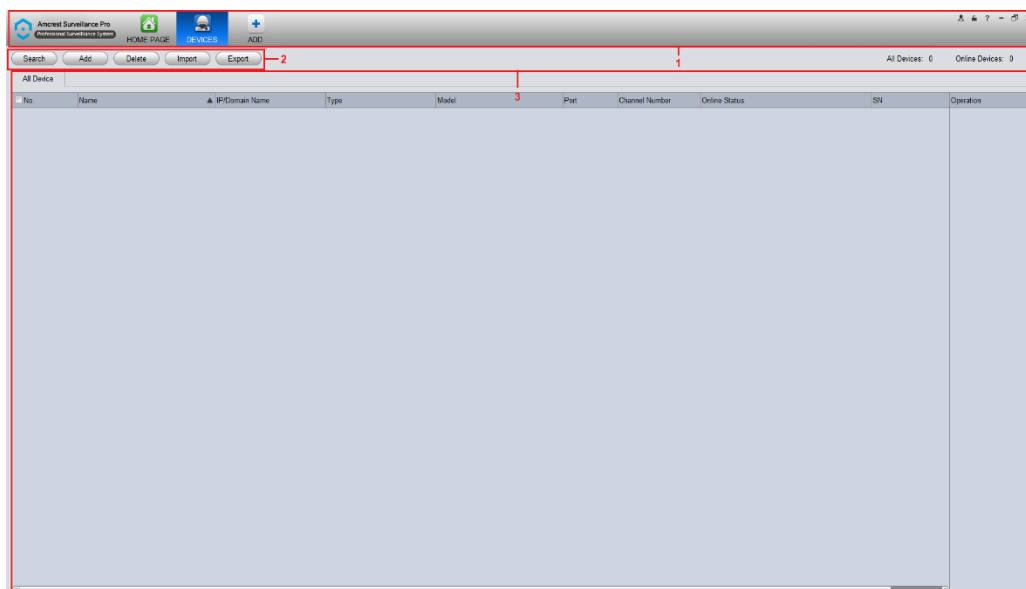 Amcrest Surveillance Pro
Professional Surveillance System
HOME PAGE DEVICES ADD
? 
1
Search Add Delete Import Export 2 All Devices: 0 Online Devices: 0
All Device
3
No. Name IP/Domain Name Type Model Port Channel Number Online Status SN Operation